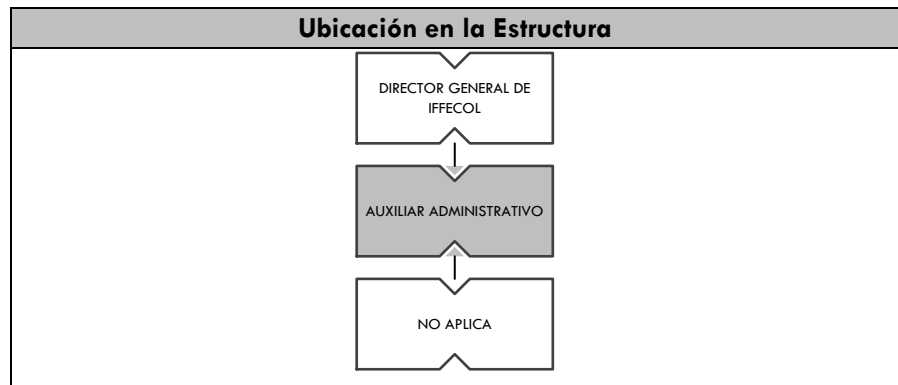 Ubicación en la Estructura
DIRECTOR GENERAL DE
IFFECOL
AUXILIAR ADMINISTRATIVO
NO APLICA